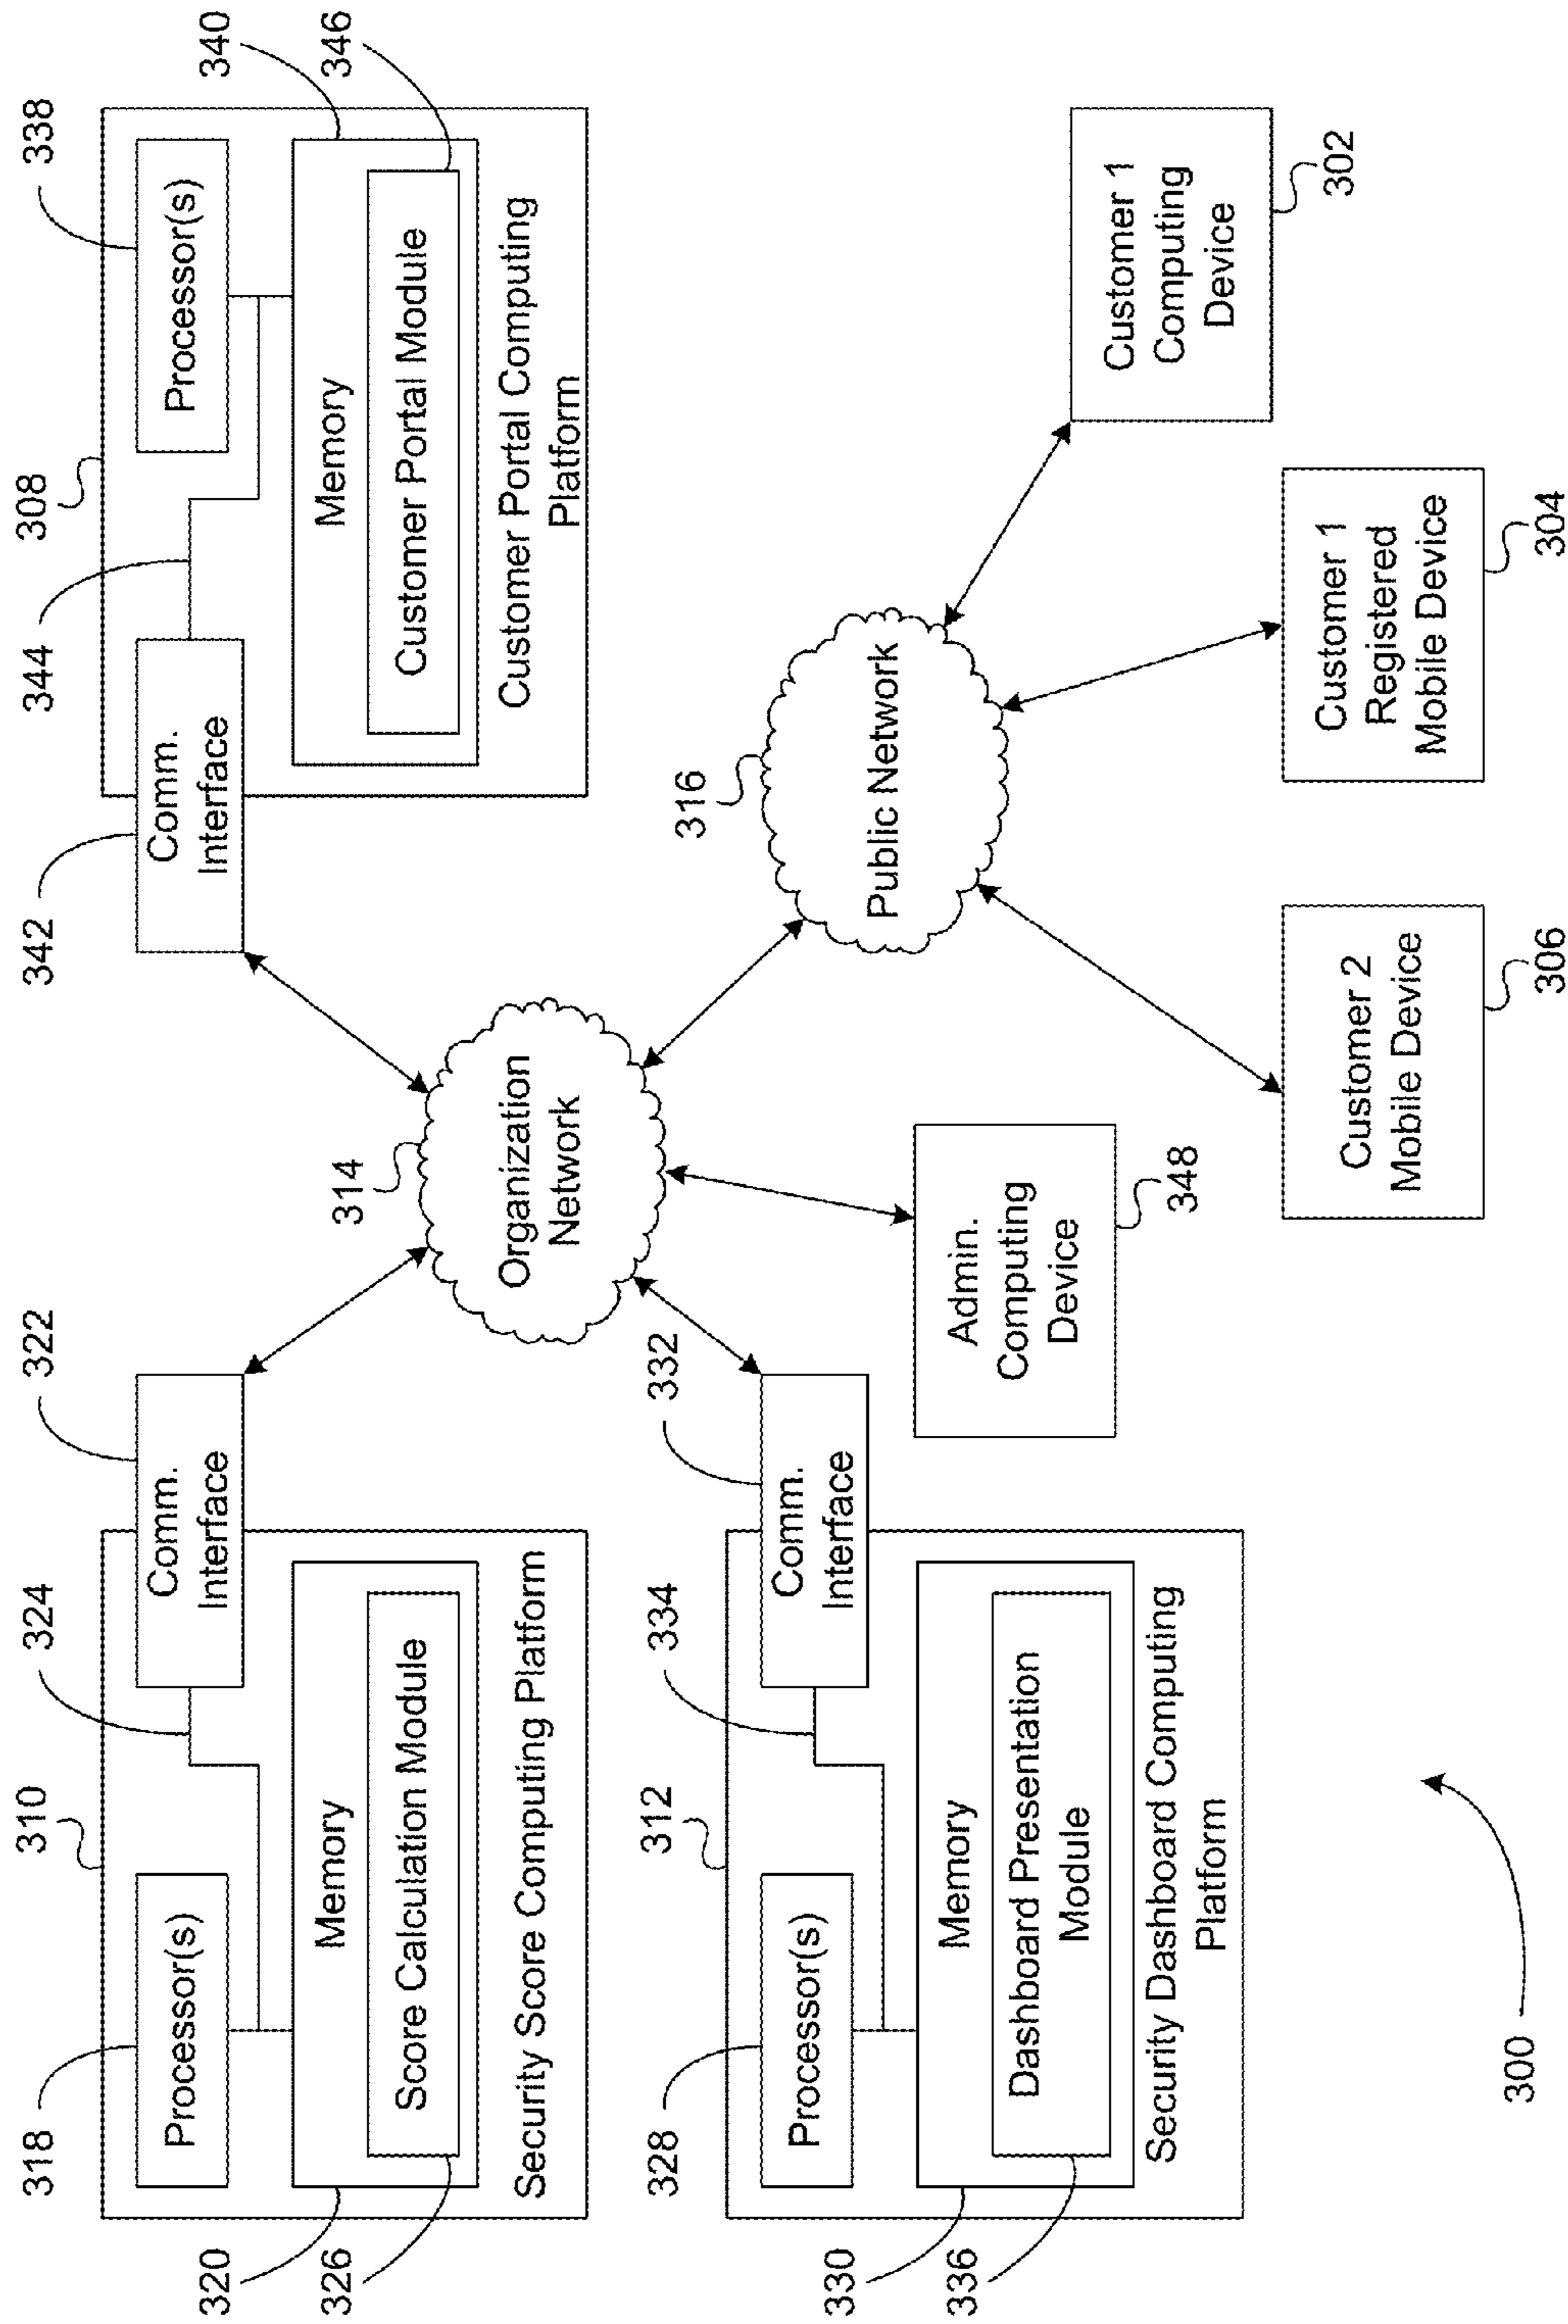 310
324
322
318
Processor(s)
Comm.
Interface
Memory
Score Calculation Module
Security Score Computing Platform
320
326
342
344
308
338
340
346
Comm.
Interface
Processor(s)
Memory
Customer Portal Module
Customer Portal Computing
Platform
314
Organization
Network
312
334
332
328
Processor(s)
Comm.
Interface
Memory
Dashboard Presentation
Module
Security Dashboard Computing
Platform
330
336
Admin.
Computing
Device
348
316
Public Network
Customer 2
Mobile Device
306
Customer 1
Registered
Mobile Device
304
Customer 1
Computing
Device
302
300